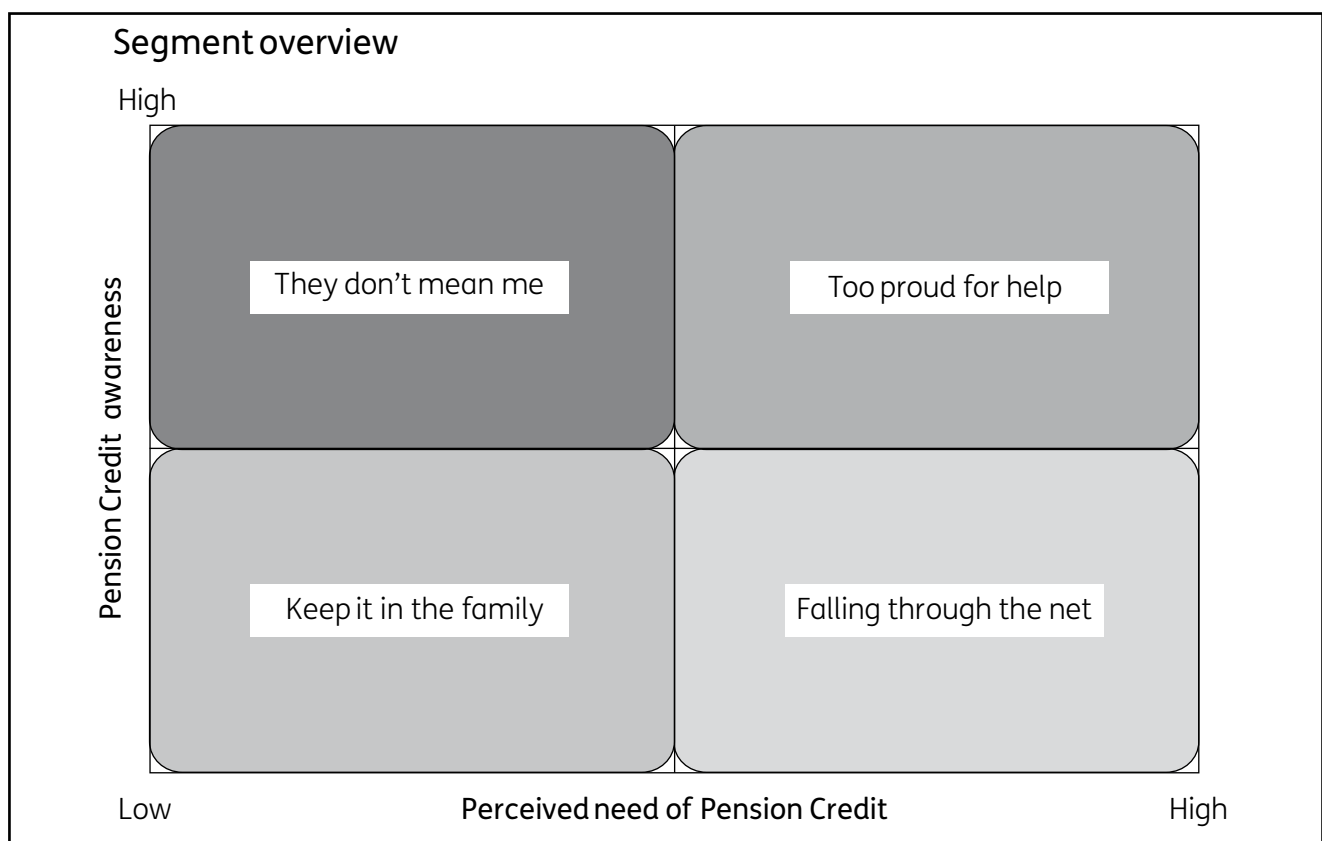 Segment overview
High
They don’t mean me
Too proud for help
Pension Credit awareness
Keep it in the family
Falling through the net
Low
Perceived need of Pension Credit
High